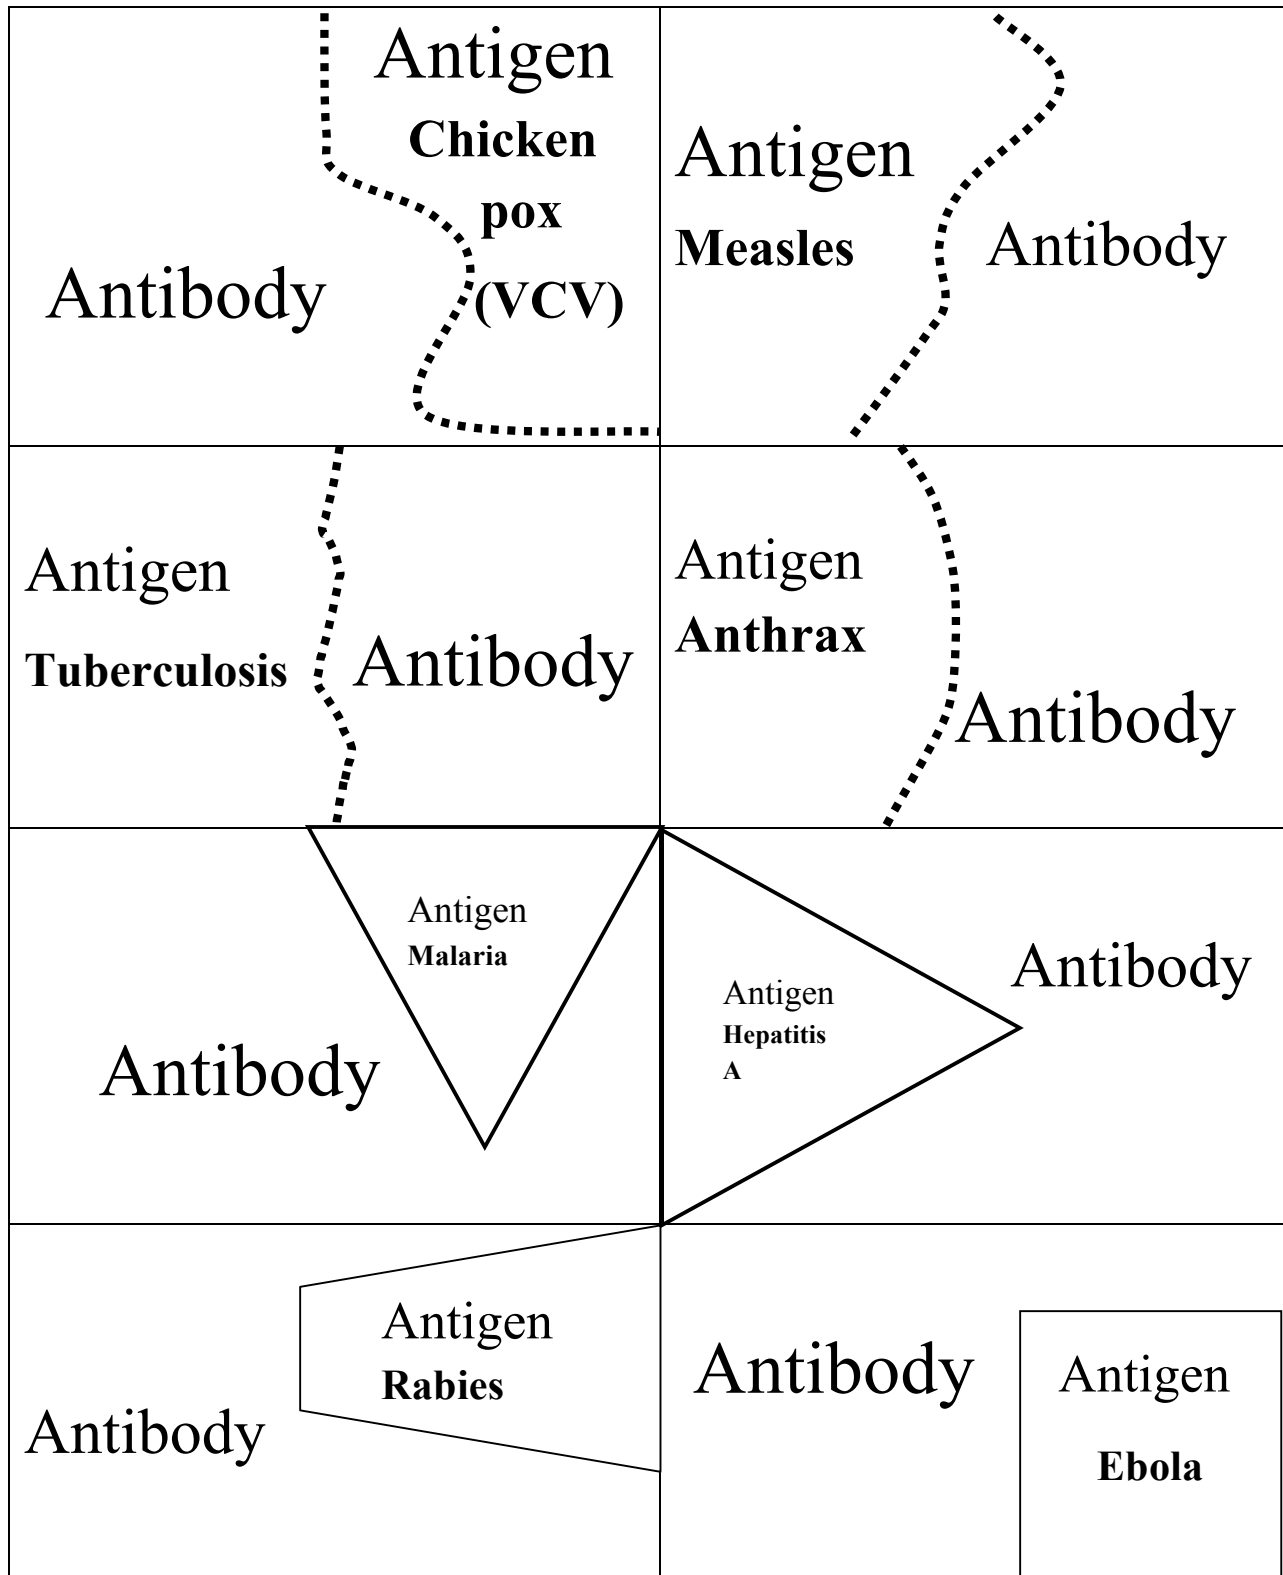 Antigen
Chicken
pox
(VCV)
Antibody
Antigen
Measles
Antibody
Antigen
Tuberculosis
Antibody
Antigen
Anthrax
Antibody
Antigen
Malaria
Antibody
Antigen
Hepatitis
A
Antibody
Antigen
Rabies
Antibody
Antibody
Antigen
Ebola